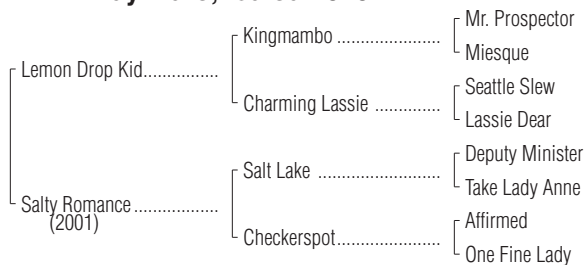 Kingmambo
Mr. Prospector
Miesque
Lemon Drop Kid
Charming Lassie
Seattle Slew
Lassie Dear
Salt Lake
Deputy Minister
Take Lady Anne
Salty Romance
(2001)
Checkerspot
Affirmed
One Fine Lady